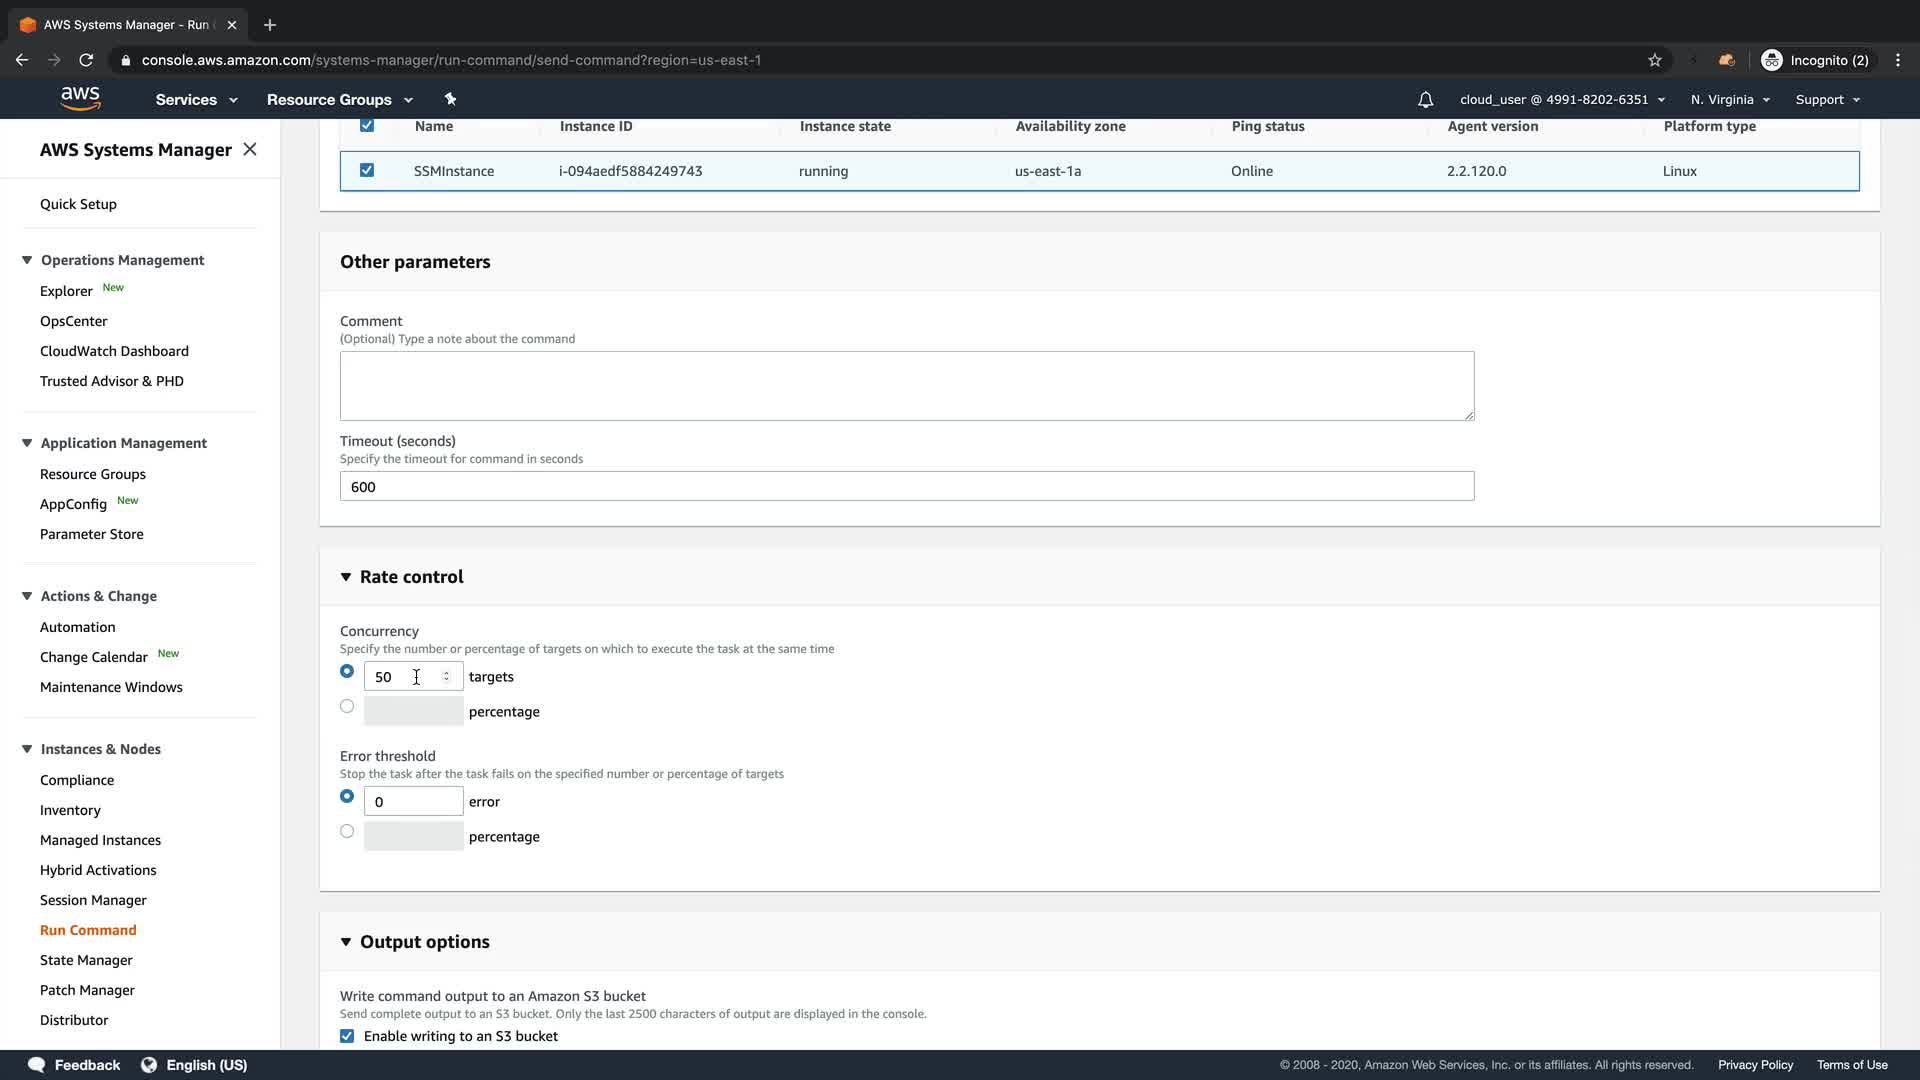 AWS Systems Manager - Run
console.aws.amazon.com/systems-manager/run-command/send-command?region=us-east-1
Incognito (2)
aws
Services
Resource Groups
cloud_user @ 4991-8202-6351
N. Virginia
Support
AWS Systems Manager
Quick Setup
Operations Management
Explorer New
OpsCenter
CloudWatch Dashboard
Trusted Advisor & PHD
Application Management
Resource Groups
AppConfig New
Parameter Store
Actions & Change
Automation
Change Calendar New
Maintenance Windows
Instances & Nodes
Compliance
Inventory
Managed Instances
Hybrid Activations
Session Manager
Run Command
State Manager
Patch Manager
Distributor
Name Instance ID Instance state Availability zone Ping status Agent version Platform type
SSMInstance i-094aedf5884249743 running us-east-1a Online 2.2.120.0 Linux
Other parameters
Comment
(Optional) Type a note about the command
Timeout (seconds)
Specify the timeout for command in seconds
600
Rate control
Concurrency
Specify the number or percentage of targets on which to execute the task at the same time
50 targets
percentage
Error threshold
Stop the task after the task fails on the specified number or percentage of targets
0 error
percentage
Output options
Write command output to an Amazon S3 bucket
Send complete output to an S3 bucket. Only the last 2500 characters of output are displayed in the console.
Enable writing to an S3 bucket
Feedback
English (US)
© 2008 - 2020, Amazon Web Services, Inc. or its affiliates. All rights reserved.
Privacy Policy
Terms of Use